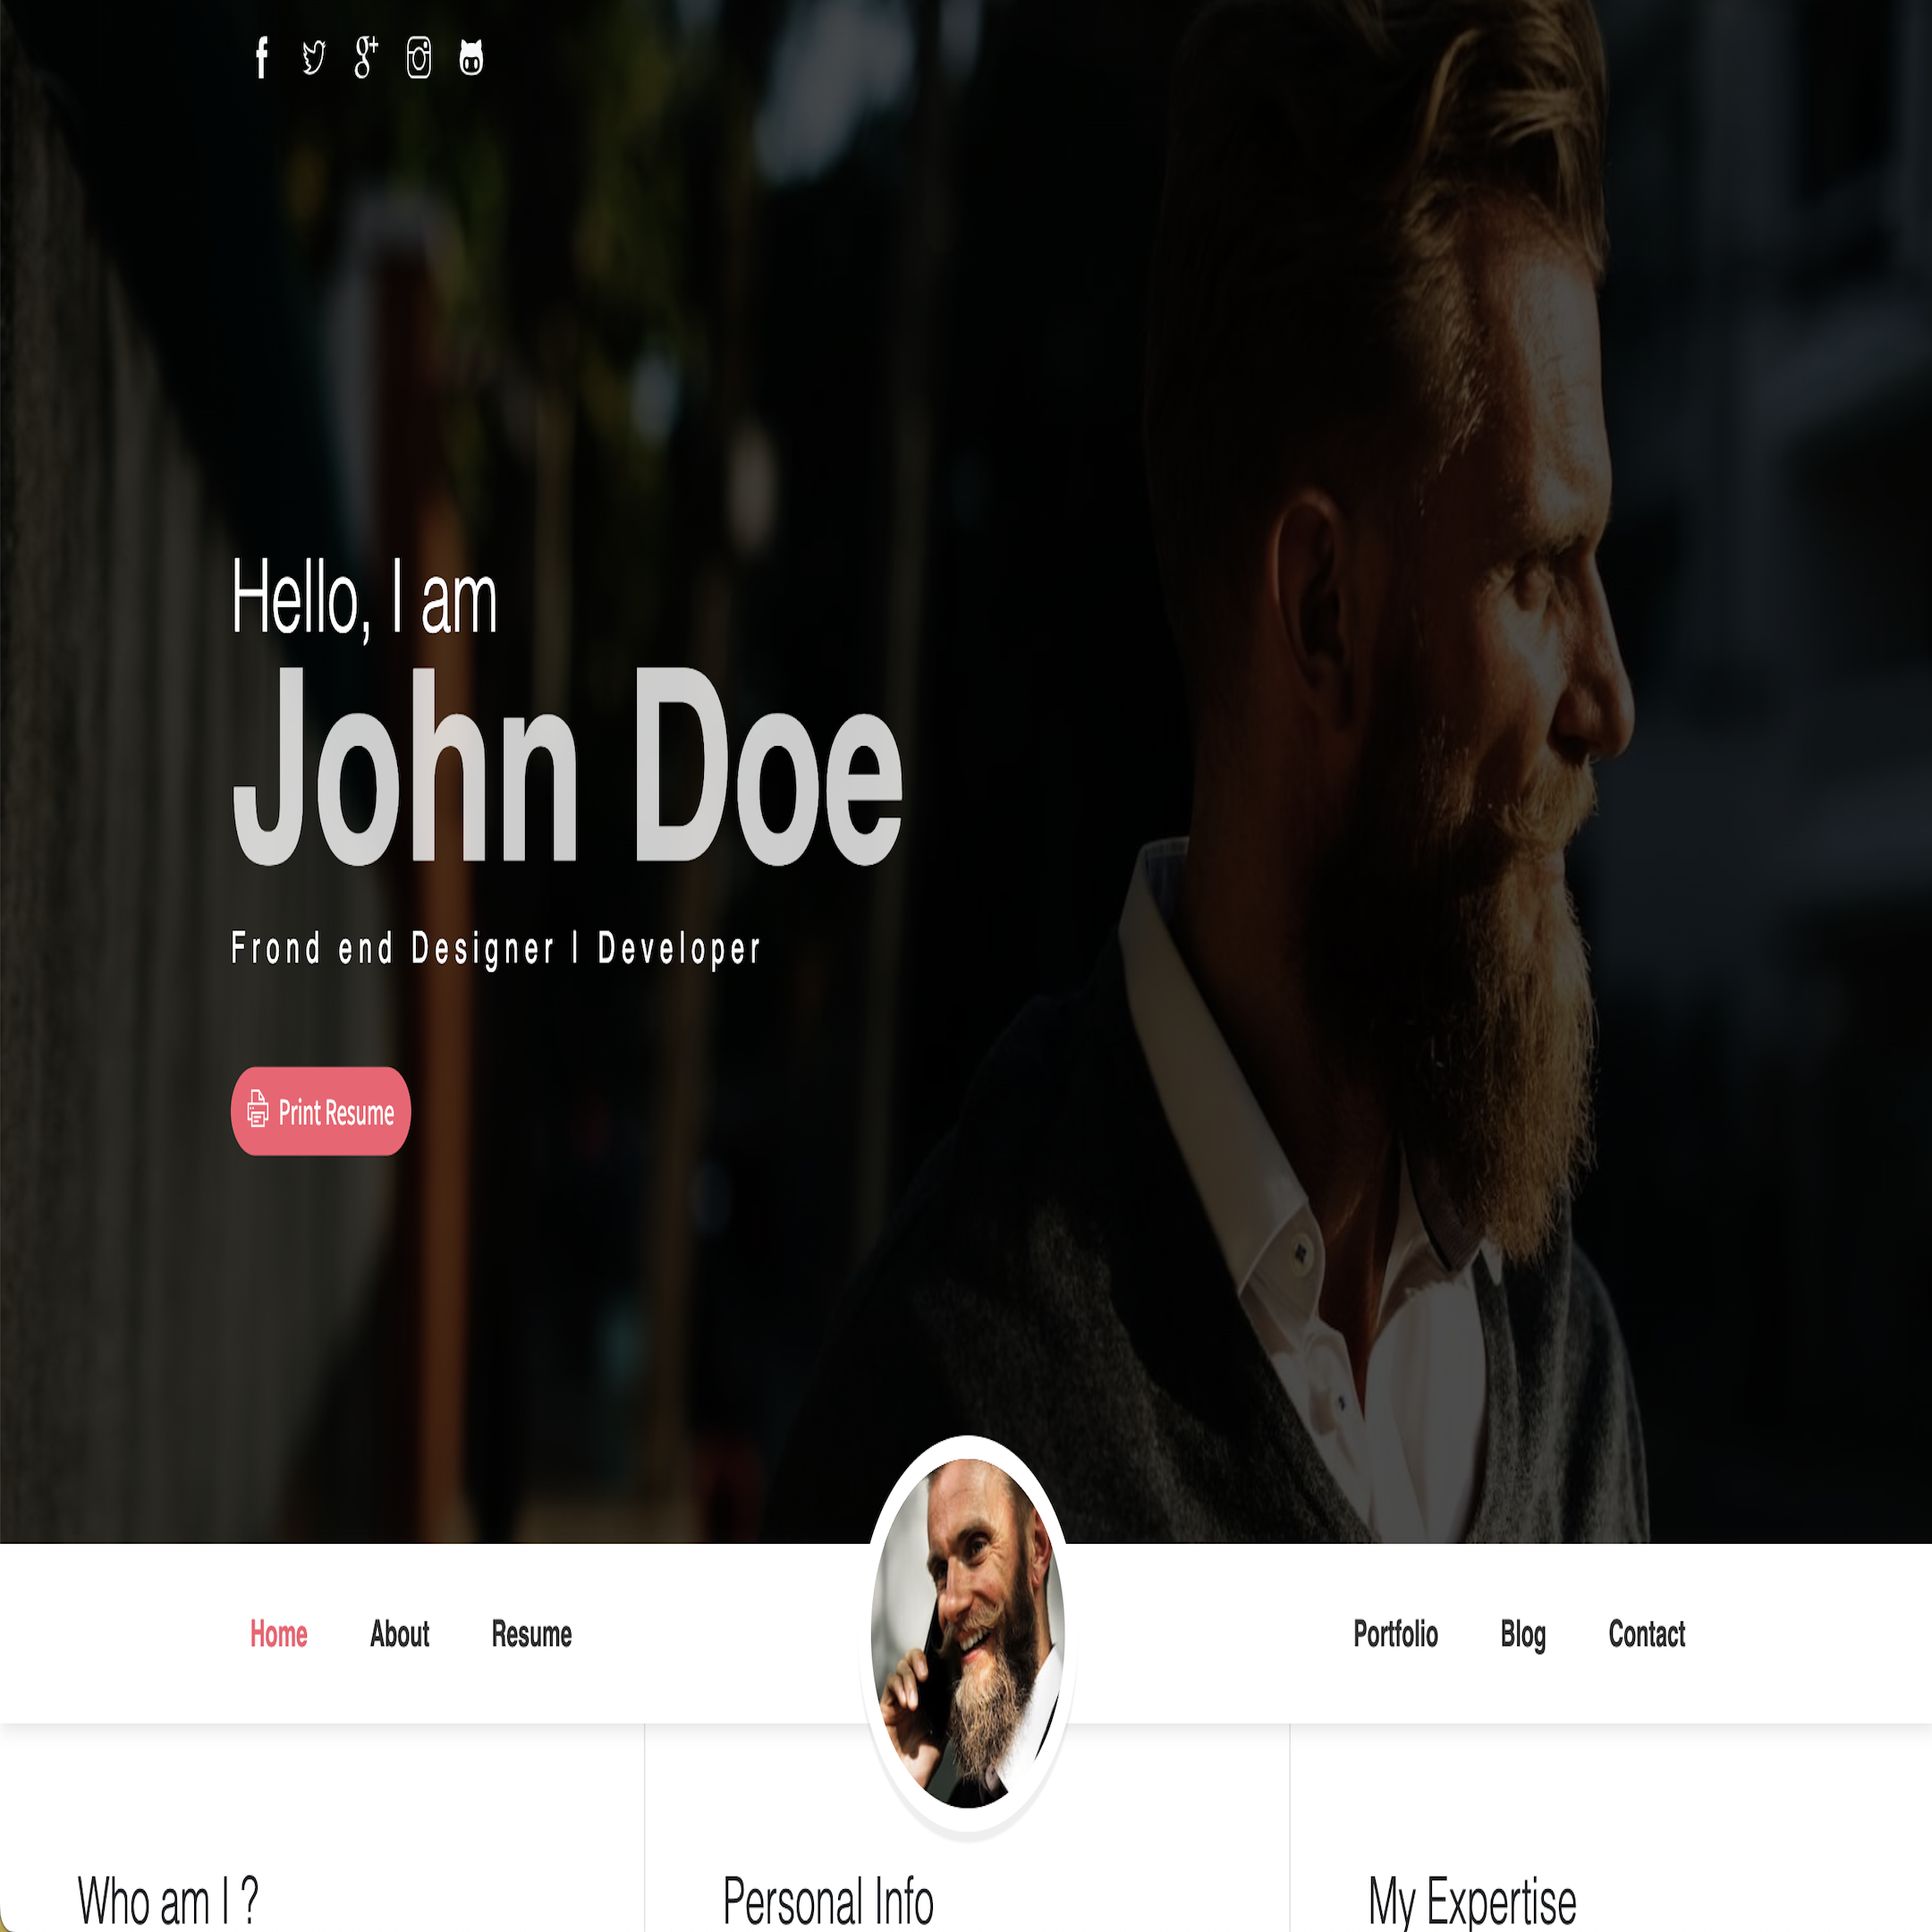 Hello, I am
John Doe
Frond end Designer | Developer
Print Resume
Home About Resume Portfolio Blog Contact
Who am I ?
Personal Info
My Expertise